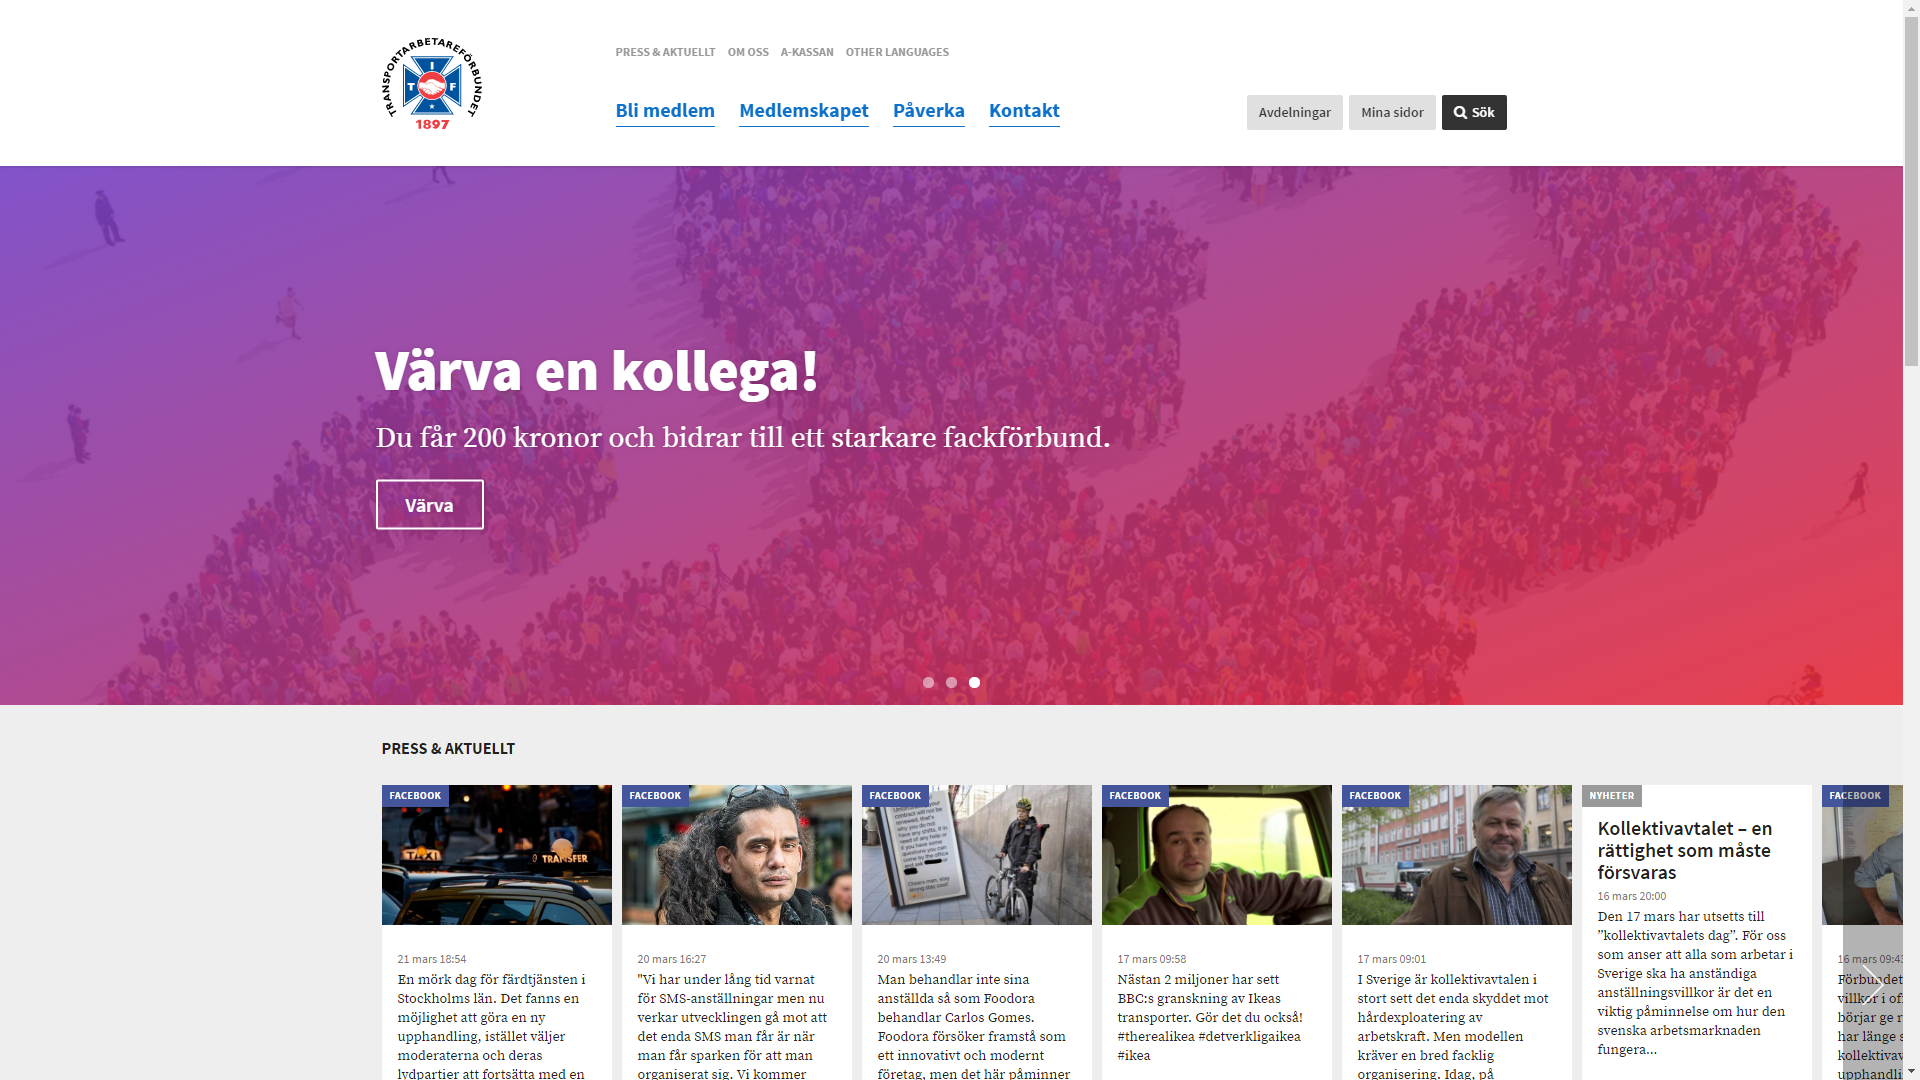 TRANSPORTARBETAREFÖRBUNDET
I
T F
1897
PRESS & AKTUELLT OM OSS A-KASSAN OTHER LANGUAGES
Bli medlem Medlemskapet Påverka Kontakt
Avdelningar Mina sidor Sök
Värva en kollega!
Du får 200 kronor och bidrar till ett starkare fackförbund.
Värva
PRESS & AKTUELLT
FACEBOOK
TAXI
TRANSFER
21 mars 18:54
En mörk dag för färdtjänsten i
Stockholms län. Det fanns en
möjlighet att göra en ny
upphandling, istället väljer
moderaterna och deras
lydpartier att fortsätta med en
FACEBOOK
20 mars 16:27
"Vi har under lång tid varnat
för SMS-anställningar men nu
verkar utvecklingen gå mot att
det enda SMS man får är när
man får sparken för att man
organiserat sig. Vi kommer
FACEBOOK
20 mars 13:49
Man behandlar inte sina
anställda så som Foodora
behandlar Carlos Gomes.
Foodora försöker framstå som
ett innovativt och modernt
företag, men det här påminner
FACEBOOK
17 mars 09:58
Nästan 2 miljoner har sett
BBC:s granskning av Ikeas
transporter. Gör det du också!
#therealikea #detverkligaikea
#ikea
FACEBOOK
17 mars 09:01
I Sverige är kollektivavtalen i
stort sett det enda skyddet mot
hårdexploatering av
arbetskraft. Men modellen
kräver en bred facklig
organisering. Idag, på
NYHETER
Kollektivavtalet – en
rättighet som måste
försvaras
16 mars 20:00
Den 17 mars har utsetts till
”kollektivavtalets dag”. För oss
som anser att alla som arbetar i
Sverige ska ha anständiga
anställningsvillkor är det en
viktig påminnelse om hur den
svenska arbetsmarknaden
fungera...
FACEBOOK
16 mars 09:43
Förbundet
villkor i of
börjar ge r
har länge s
kollektivav
upphandli